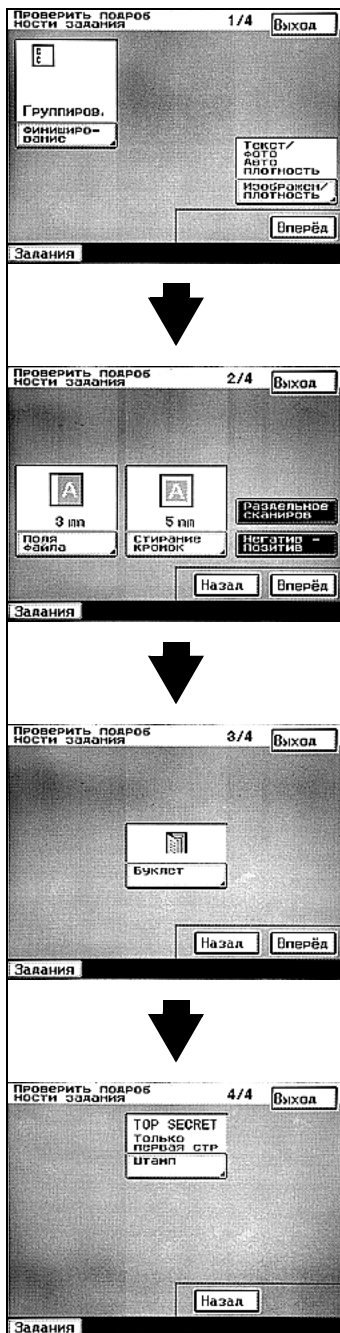 Проверить подроб
ности задания
1/4
Выход
Группиров.
Финиширо-
вание
Текст/
Фото
Авто
плотность
Изображен/
плотность
Вперёд
Задания
Проверить подроб
ности задания
2/4
Выход
3 mm
Поля
файла
5 mm
Стирание
кромок
Раздельное
сканиров
Негатив -
Позитив
Назад
Вперёд
Задания
Проверить подроб
ности задания
3/4
Выход
Буклет
Назад
Вперёд
Задания
Проверить подроб
ности задания
4/4
Выход
TOP SECRET
Только
первая стр
Штамп
Назад
Задания